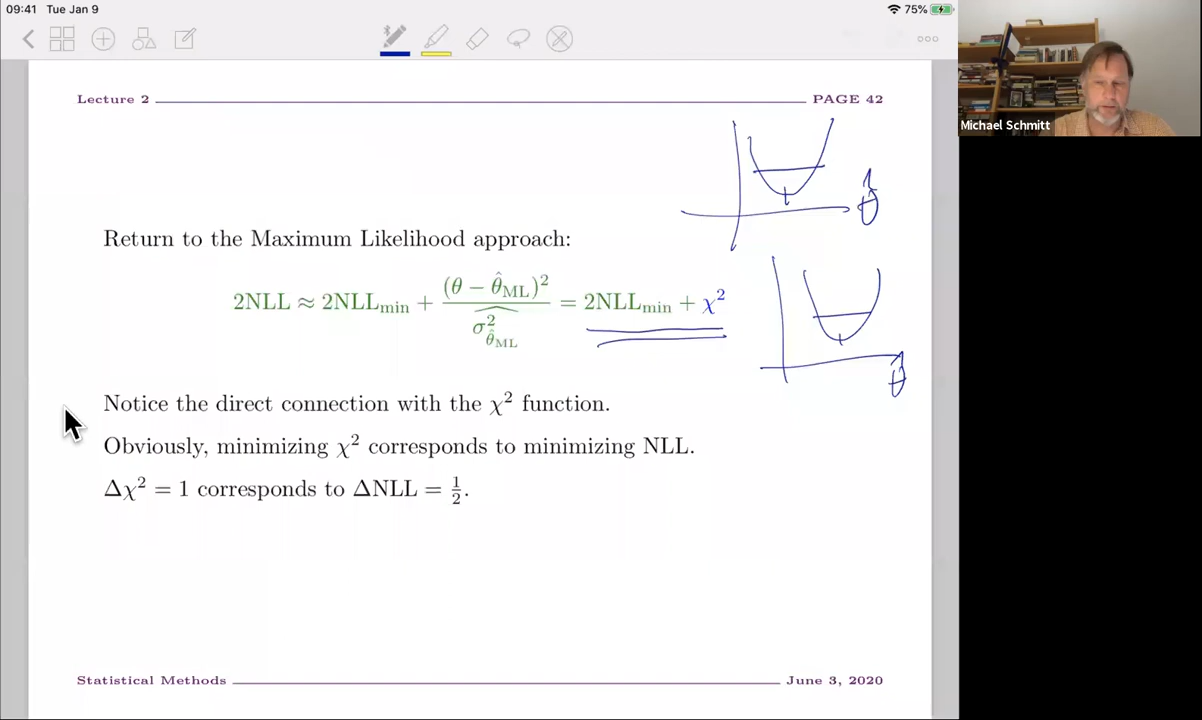 09:41 Tue Jan 9
75%
Lecture 2 PAGE 42
Michael Schmitt
θ̂
Return to the Maximum Likelihood approach:
2NLL ≈ 2NLL_min + (θ − θ̂_ML)² / σ̂²_θ̂_ML = 2NLL_min + χ²
θ̂
Notice the direct connection with the χ² function.
Obviously, minimizing χ² corresponds to minimizing NLL.
Δχ² = 1 corresponds to ΔNLL = ½.
Statistical Methods June 3, 2020